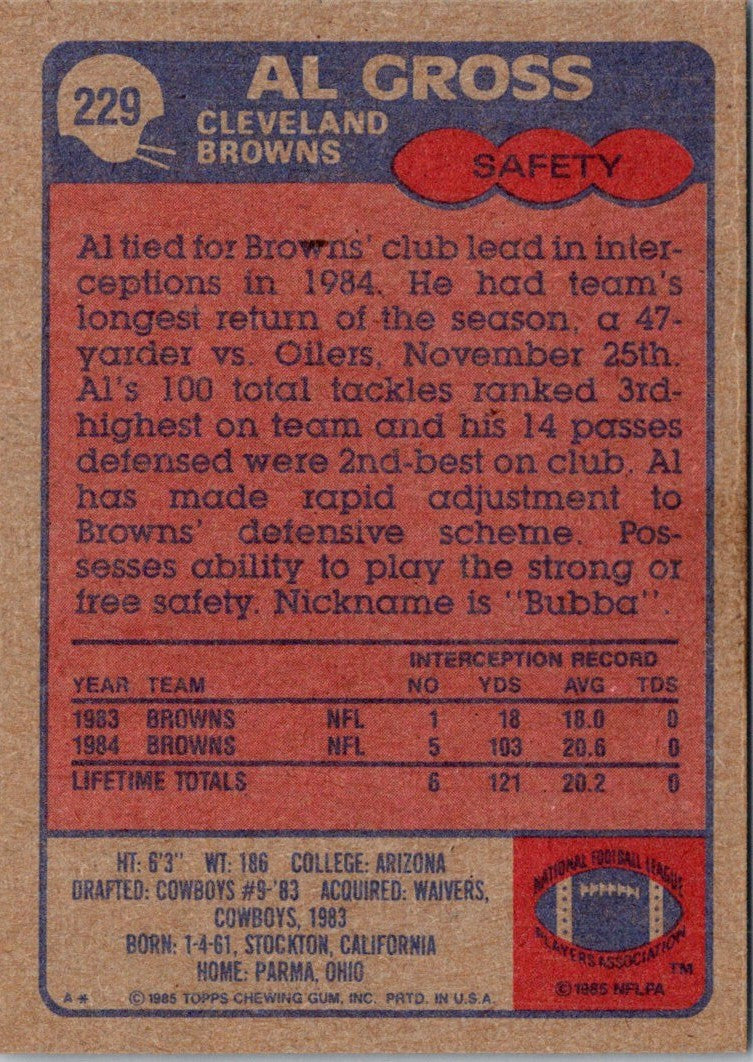 229
AL GROSS
CLEVELAND
BROWNS
SAFETY
Al tied for Browns' club lead in inter-
ceptions in 1984. He had team's
longest return of the season, a 47-
yarder vs. Oilers, November 25th.
Al's 100 total tackles ranked 3rd-
highest on team and his 14 passes
defensed were 2nd-best on club. Al
has made rapid adjustment to
Browns' defensive scheme. Pos-
sesses ability to play the strong or
free safety. Nickname is "Bubba".
INTERCEPTION RECORD
YEAR TEAM NO YDS AVG TDS
1983 BROWNS NFL 1 18 18.0 0
1984 BROWNS NFL 5 103 20.6 0
LIFETIME TOTALS 6 121 20.2 0
HT: 6'3" WT: 186 COLLEGE: ARIZONA
DRAFTED: COWBOYS #9-'83 ACQUIRED: WAIVERS,
COWBOYS, 1983
BORN: 1-4-61, STOCKTON, CALIFORNIA
HOME: PARMA, OHIO
A* © 1985 TOPPS CHEWING GUM, INC. PRTD. IN U.S.A.
NATIONAL FOOTBALL LEAGUE
PLAYERS ASSOCIATION
TM
© 1985 NFLPA